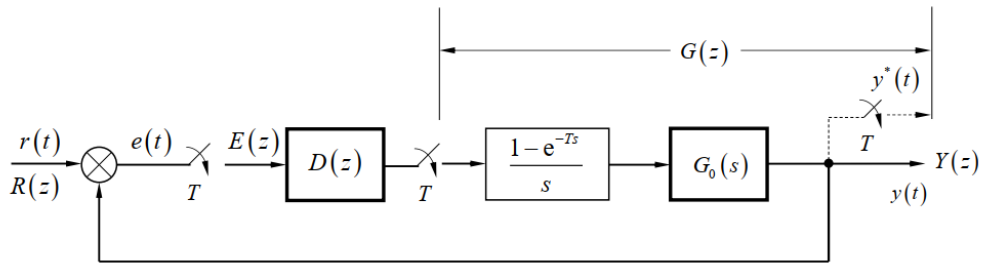 G(z)
y*(t)
r(t)
e(t)
E(z)
D(z)
1−e^{−Ts}
s
G₀(s)
T
Y(z)
R(z)
T
T
y(t)